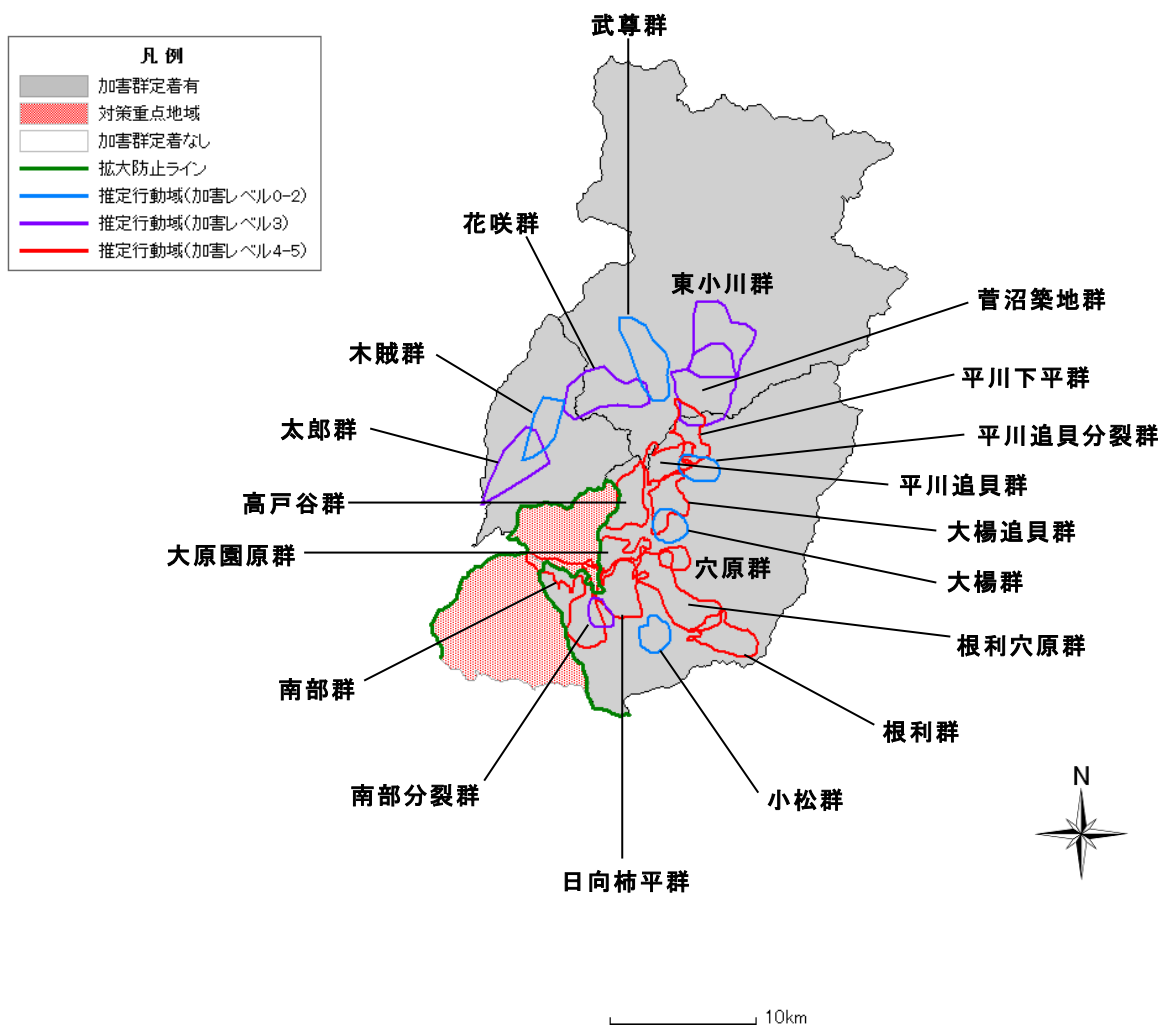 武尊群
凡 例
加害群定着有
対策重点地域
加害群定着なし
拡大防止ライン
推定行動域(加害レベル0-2)
推定行動域(加害レベル3)
推定行動域(加害レベル4-5)
花咲群
東小川群
菅沼築地群
木賊群
平川下平群
太郎群
平川追貝分裂群
平川追貝群
高戸谷群
大楊追貝群
大原園原群
穴原群
大楊群
根利穴原群
南部群
根利群
南部分裂群
小松群
日向柿平群
N
10km